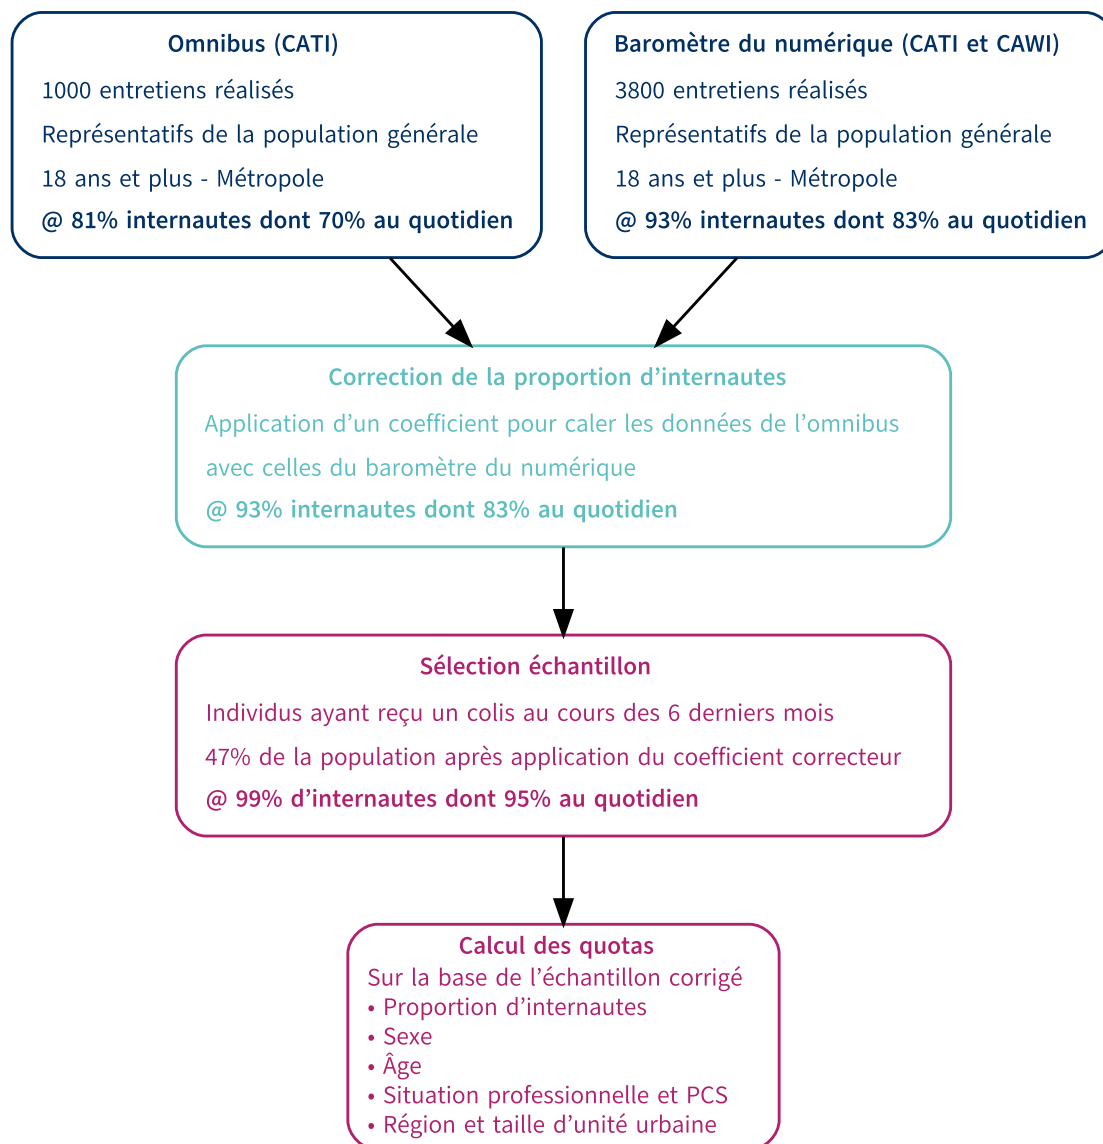 Omnibus (CATI)
1000 entretiens réalisés
Représentatifs de la population générale
18 ans et plus - Métropole
@ 81% internautes dont 70% au quotidien
Baromètre du numérique (CATI et CAWI)
3800 entretiens réalisés
Représentatifs de la population générale
18 ans et plus - Métropole
@ 93% internautes dont 83% au quotidien
Correction de la proportion d’internautes
Application d’un coefficient pour caler les données de l’omnibus
avec celles du baromètre du numérique
@ 93% internautes dont 83% au quotidien
Sélection échantillon
Individus ayant reçu un colis au cours des 6 derniers mois
47% de la population après application du coefficient correcteur
@ 99% d’internautes dont 95% au quotidien
Calcul des quotas
Sur la base de l’échantillon corrigé
• Proportion d’internautes
• Sexe
• Âge
• Situation professionnelle et PCS
• Région et taille d’unité urbaine